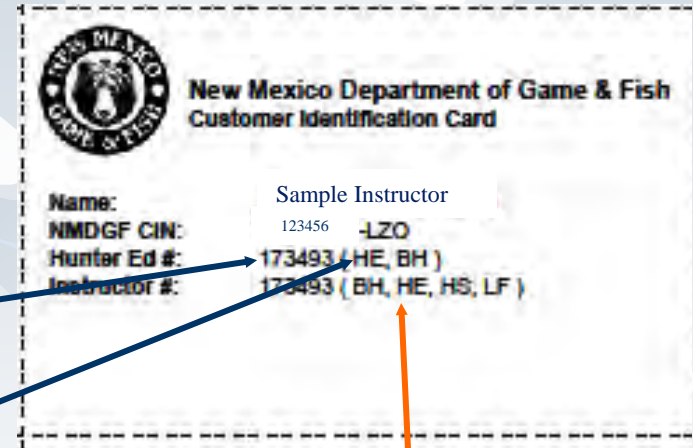 NEW MEXICO
GAME & FISH
New Mexico Department of Game & Fish
Customer Identification Card
Name: Sample Instructor
NMDGF CIN: 123456 -LZO
Hunter Ed #: 173493 ( HE, BH )
Instructor #: 173493 ( BH, HE, HS, LF )